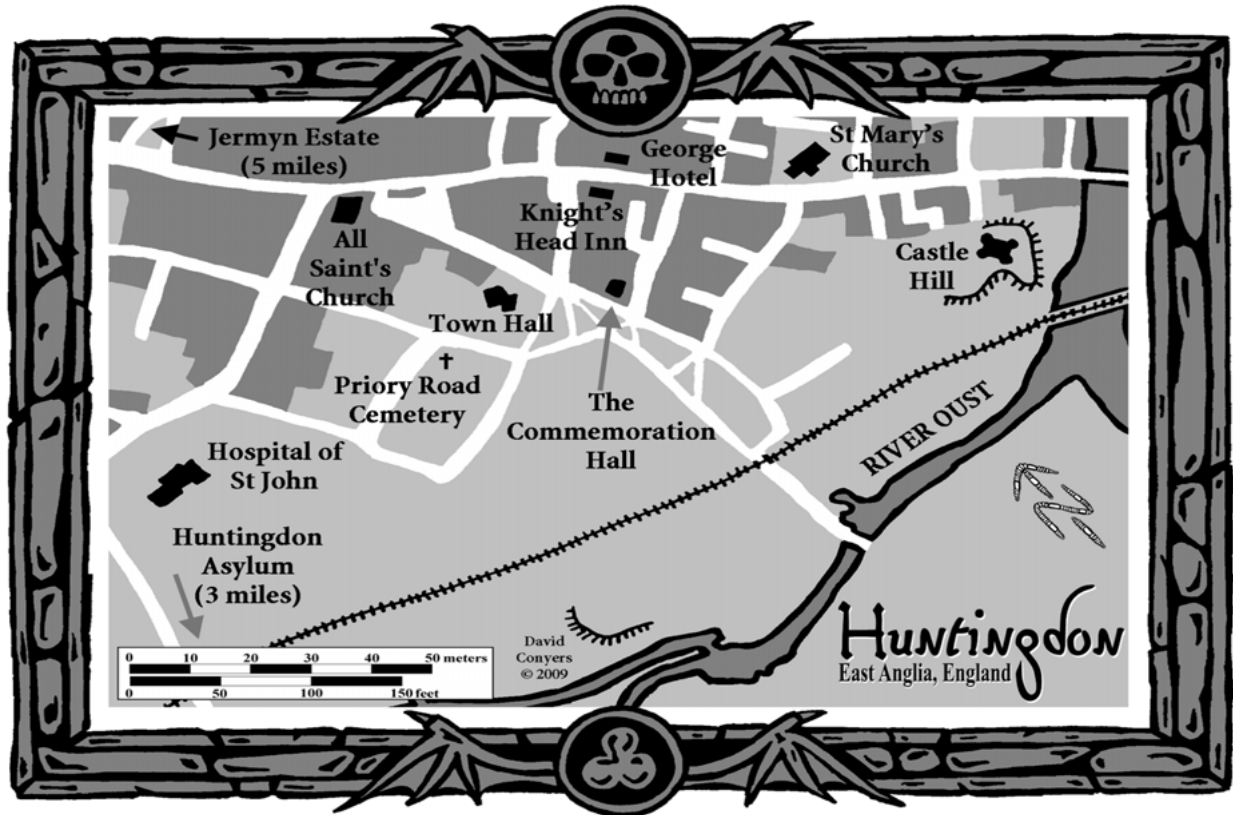 Jermyn Estate
(5 miles)
George
Hotel
St Mary's
Church
Knight's
Head Inn
All
Saint's
Church
Castle
Hill
Town Hall
Priory Road
Cemetery
The
Commemoration
Hall
RIVER OUST
Hospital of
St John
Huntingdon
Asylum
(3 miles)
N
0 10 20 30 40 50 meters
0 50 100 150 feet
David
Conyers
© 2009
Huntingdon
East Anglia, England